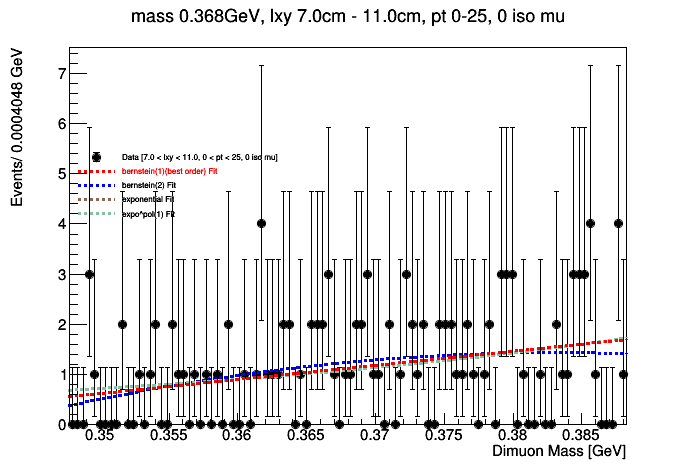 mass 0.368GeV, lxy 7.0cm - 11.0cm, pt 0-25, 0 iso mu
Events/ 0.0004048 GeV
7
6
5
4
3
2
1
0
Data [7.0 < lxy < 11.0, 0 < pt < 25, 0 iso mu]
bernstein(1)(best order) Fit
bernstein(2) Fit
exponential Fit
expo*pol(1) Fit
0.35 0.355 0.36 0.365 0.37 0.375 0.38 0.385
Dimuon Mass [GeV]